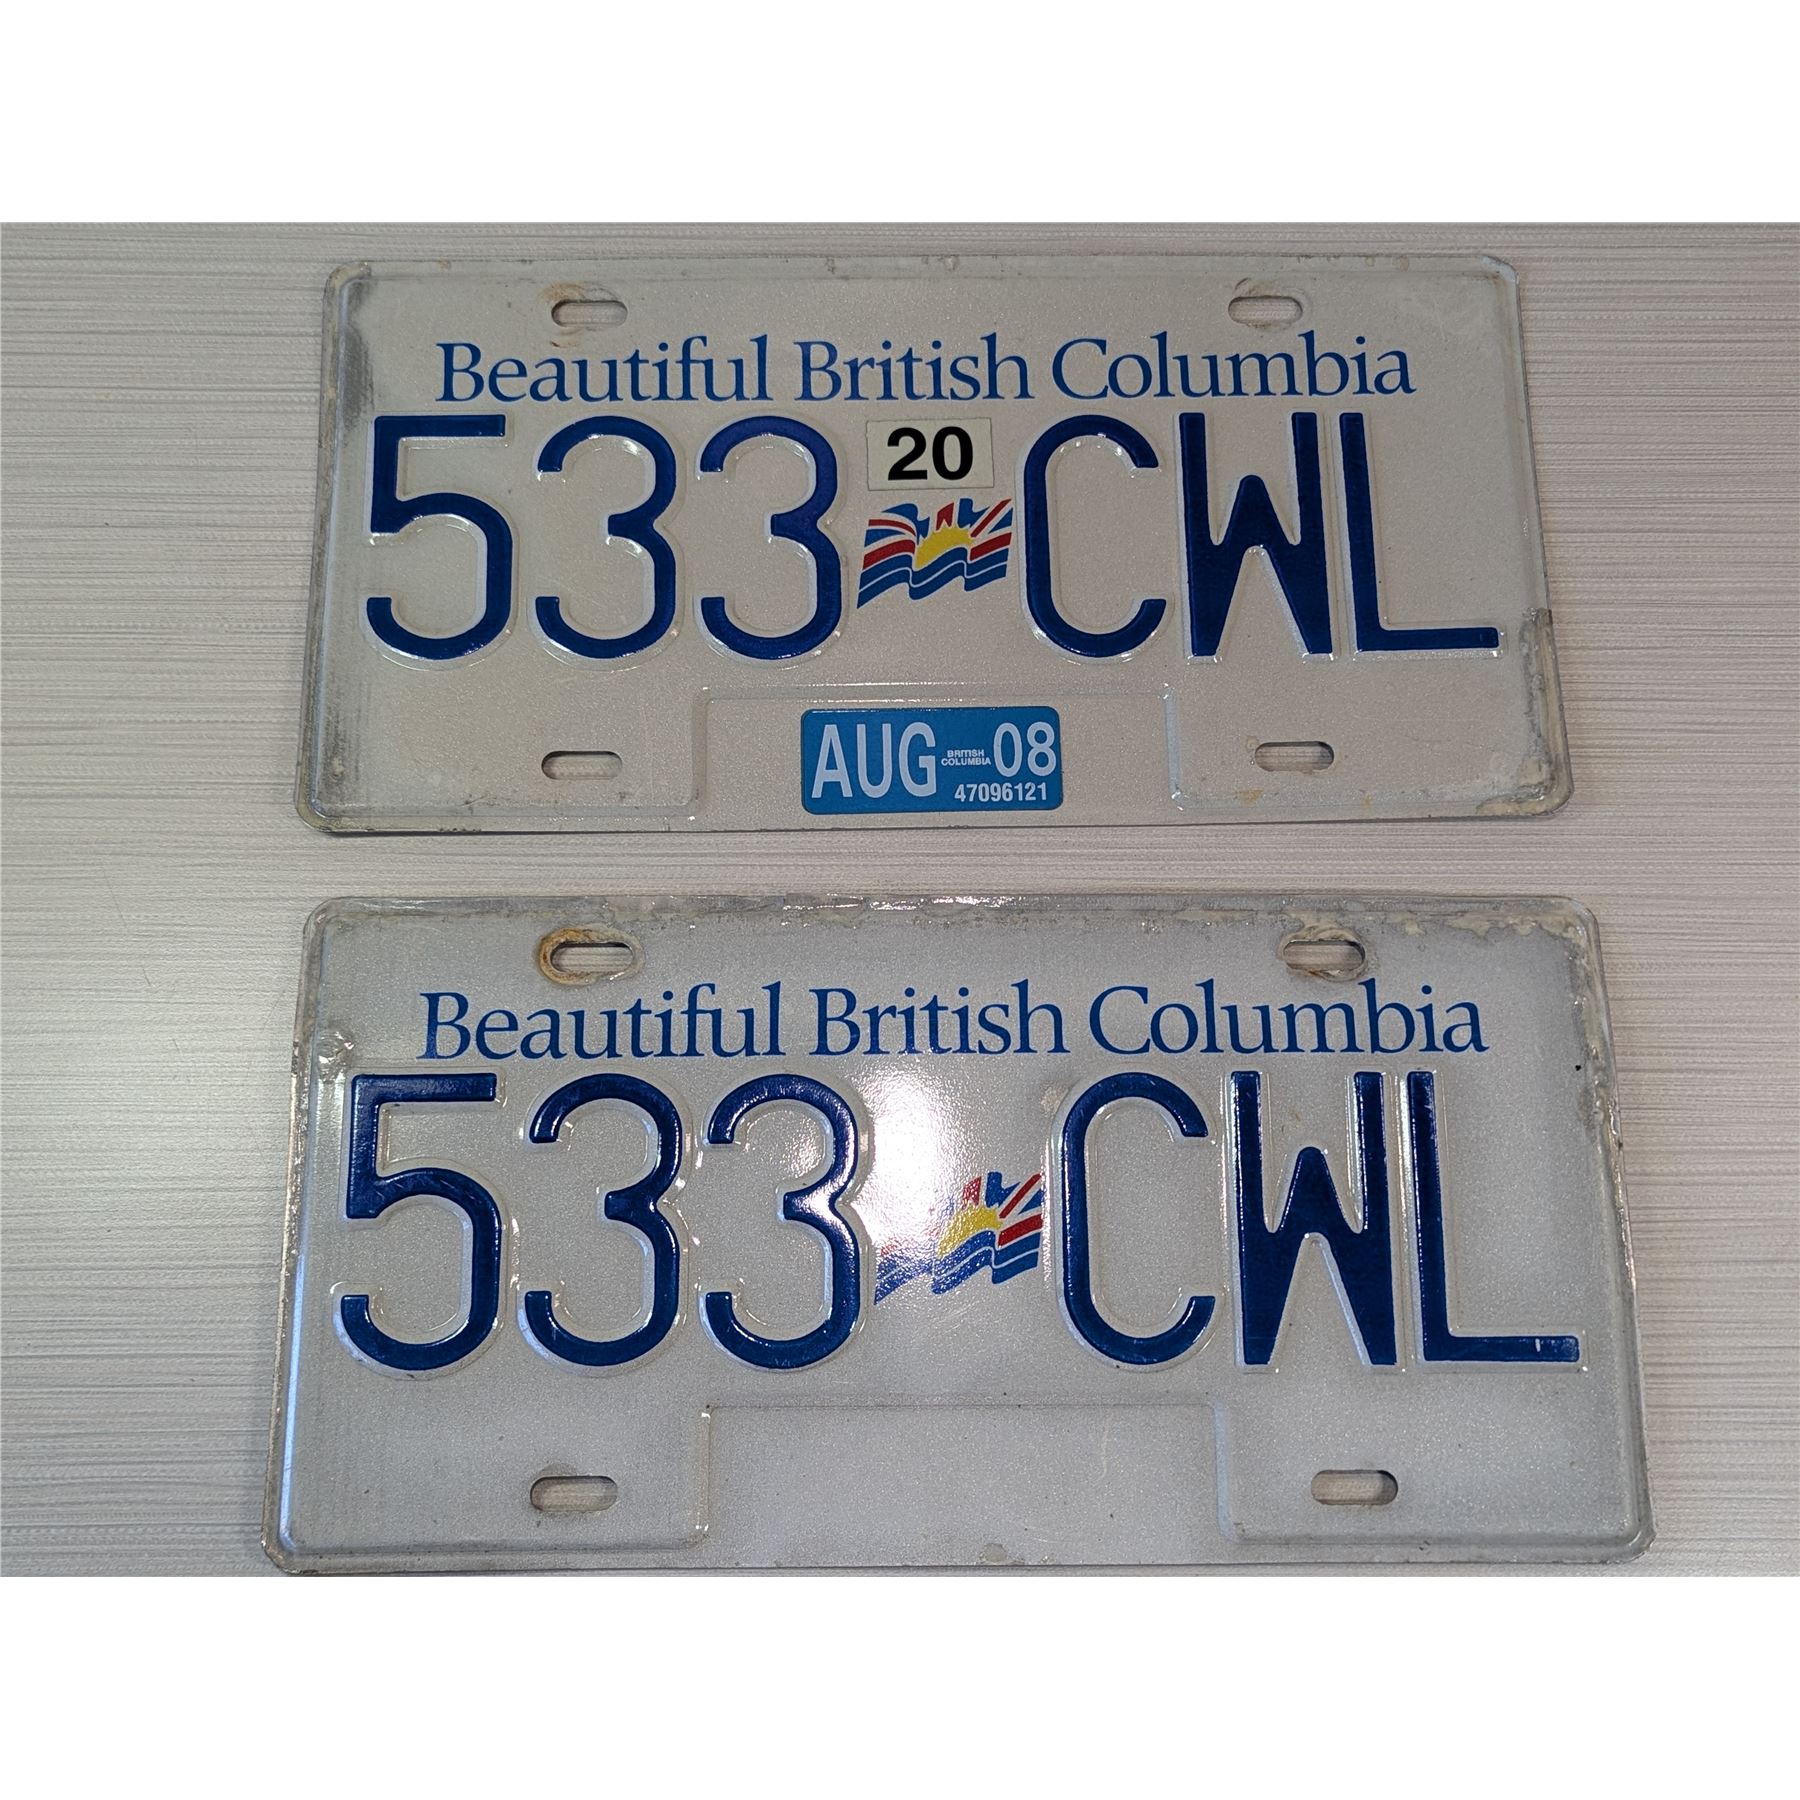 Beautiful British Columbia
533 20 CWL
AUG BRITISH COLUMBIA 08
47096121
Beautiful British Columbia
533 CWL